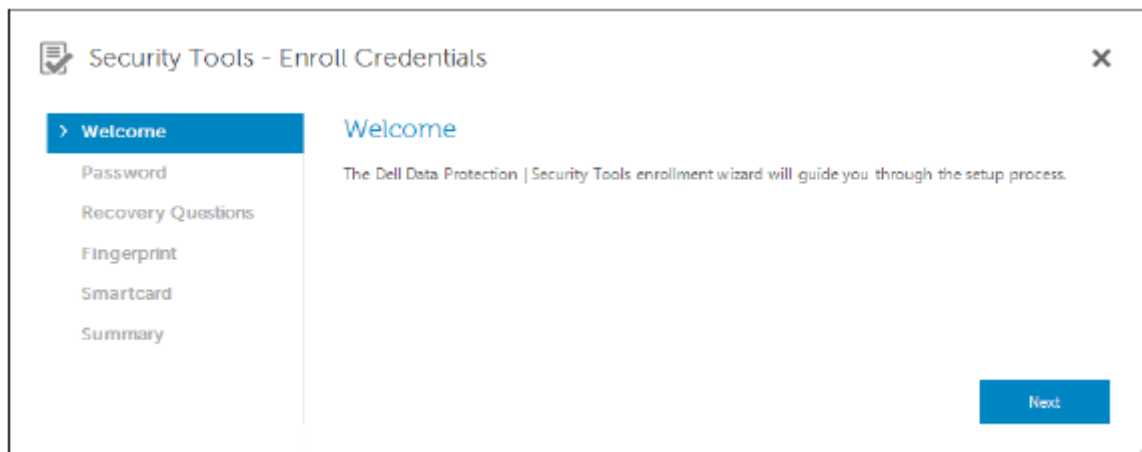 Security Tools - Enroll Credentials
Welcome
Password
Recovery Questions
Fingerprint
Smartcard
Summary
Welcome
The Dell Data Protection | Security Tools enrollment wizard will guide you through the setup process.
Next